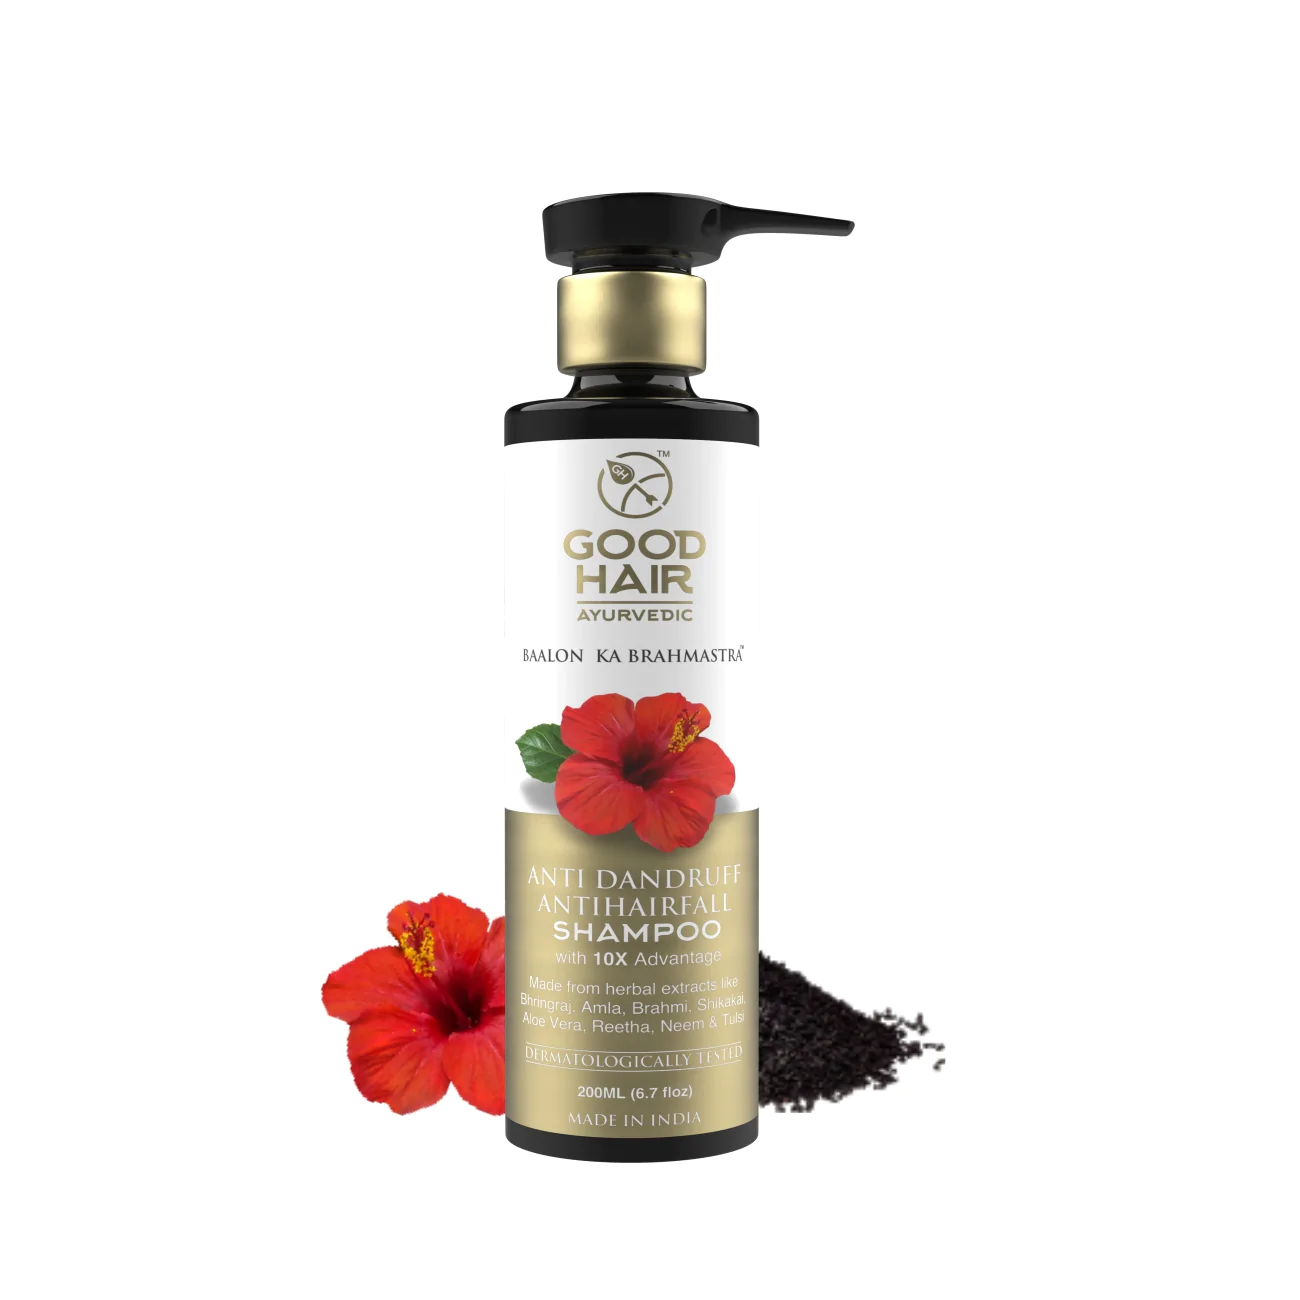 TM
GH
GOOD
HAIR
AYURVEDIC
BAALON KA BRAHMASTRA™
ANTI DANDRUFF
ANTIHAIRFALL
SHAMPOO
with 10X Advantage
Made from herbal extracts like
Bhringraj, Amla, Brahmi, Shikakai,
Aloe Vera, Reetha, Neem & Tulsi
DERMATOLOGICALLY TESTED
200ML (6.7 floz)
MADE IN INDIA